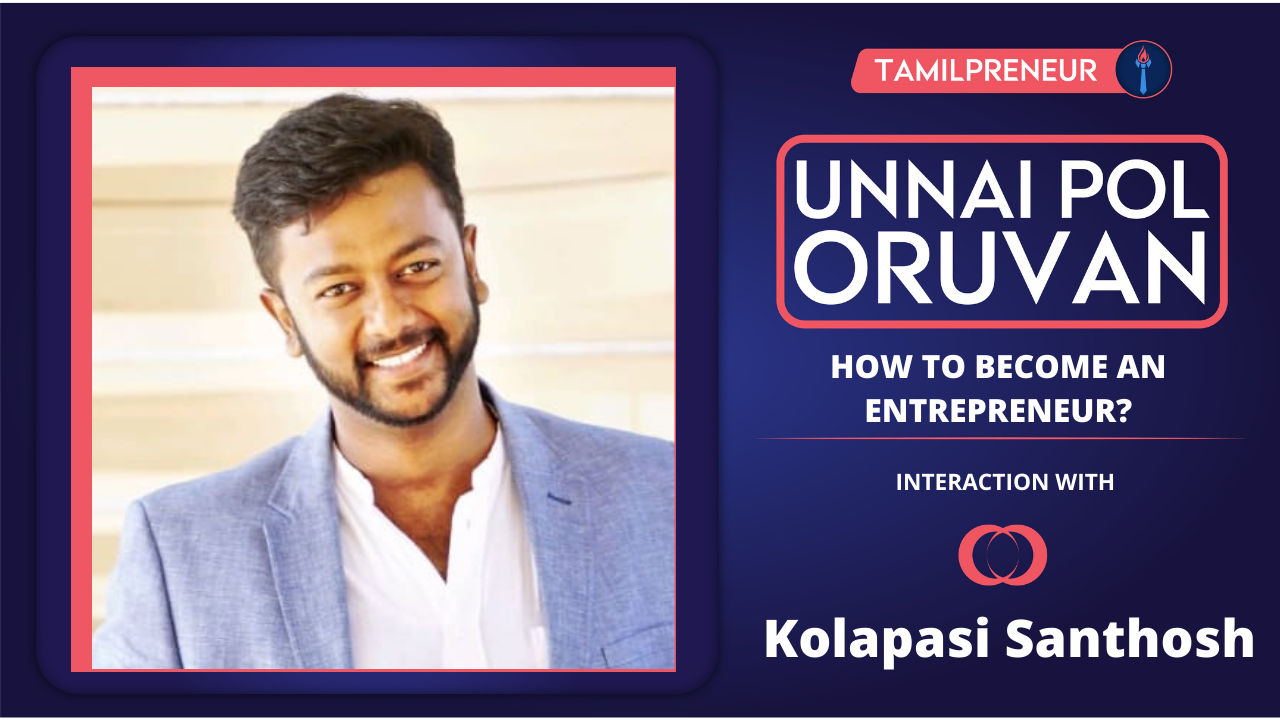 TAMILPRENEUR
UNNAI POL
ORUVAN
HOW TO BECOME AN
ENTREPRENEUR?
INTERACTION WITH
Kolapasi Santhosh